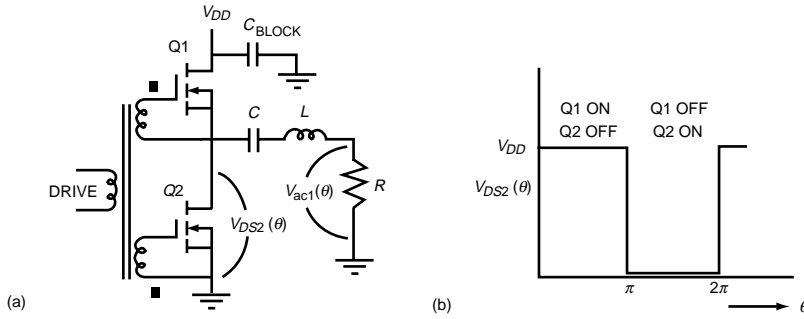 V_DD
C_BLOCK
Q1
C
L
DRIVE
Q2
V_DS2 (θ)
V_ac1(θ)
R
(a)
Q1 ON
Q2 OFF
Q1 OFF
Q2 ON
V_DD
V_DS2 (θ)
π
2π
θ
(b)